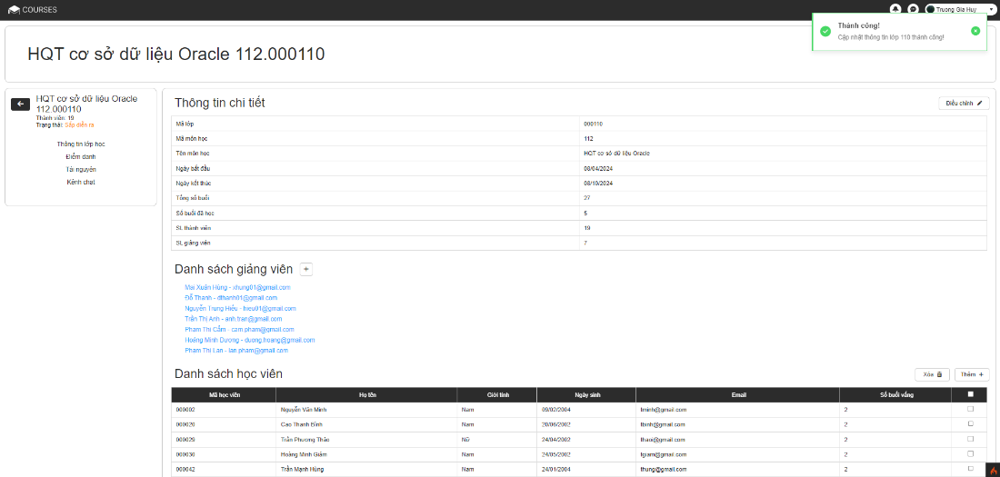 COURSES
Truong Gia Huy
Thành công!
Cập nhật thông tin lớp 110 thành công!
HQT cơ sở dữ liệu Oracle 112.000110
HQT cơ sở dữ liệu Oracle
112.000110
Thành viên: 19
Trạng thái: Sắp diễn ra
Thông tin lớp học
Điểm danh
Tài nguyên
Kênh chat
Thông tin chi tiết
Điều chỉnh
Mã lớp 000110
Mã môn học 112
Tên môn học HQT cơ sở dữ liệu Oracle
Ngày bắt đầu 08/04/2024
Ngày kết thúc 08/10/2024
Tổng số buổi 27
Số buổi đã học 5
SL thành viên 19
SL giảng viên 7
Danh sách giảng viên +
Mai Xuân Hùng - xhung01@gmail.com
Đỗ Thanh - dthanh01@gmail.com
Nguyễn Trung Hiếu - hieu01@gmail.com
Trần Thị Anh - anh.tran@gmail.com
Phạm Thị Cẩm - cam.pham@gmail.com
Hoàng Minh Dương - duong.hoang@gmail.com
Phạm Thị Lan - lan.pham@gmail.com
Danh sách học viên
Xóa
Thêm +
Mã học viên Họ tên Giới tính Ngày sinh Email Số buổi vắng
000002 Nguyễn Văn Minh Nam 09/02/2004 tminh@gmail.com 2
000020 Cao Thanh Bình Nam 20/06/2002 tbinh@gmail.com 2
000029 Trần Phương Thảo Nữ 24/04/2002 thaoi@gmail.com 2
000030 Hoàng Minh Giám Nam 24/05/2002 tgiam@gmail.com 2
000042 Trần Mạnh Hùng Nam 24/01/2004 thung@gmail.com 2